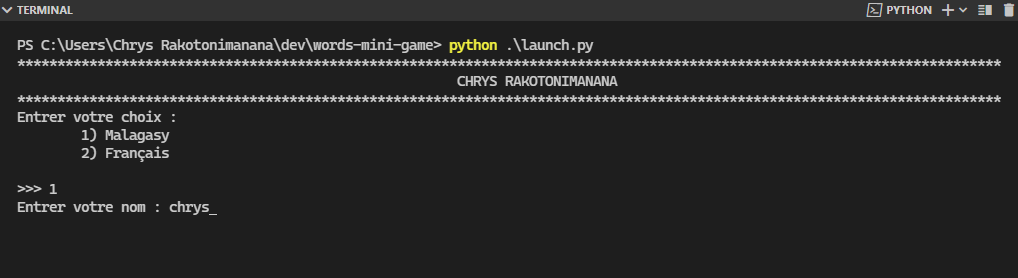 TERMINAL
PYTHON
PS C:\Users\Chrys Rakotonimanana\dev\words-mini-game> python .\launch.py
***************************************************************************************************************************
CHRYS RAKOTONIMANANA
***************************************************************************************************************************
Entrer votre choix :
1) Malagasy
2) Français
>>> 1
Entrer votre nom : chrys_